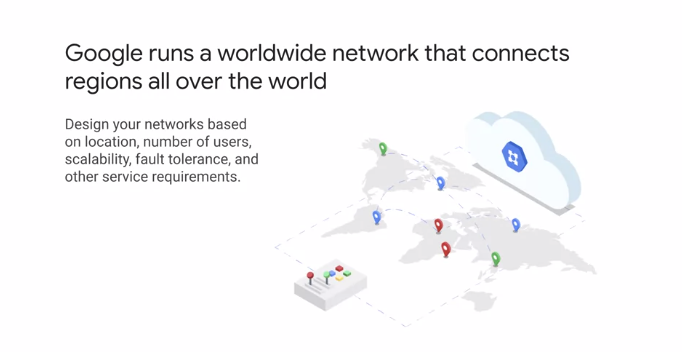 Google runs a worldwide network that connects
regions all over the world
Design your networks based
on location, number of users,
scalability, fault tolerance, and
other service requirements.